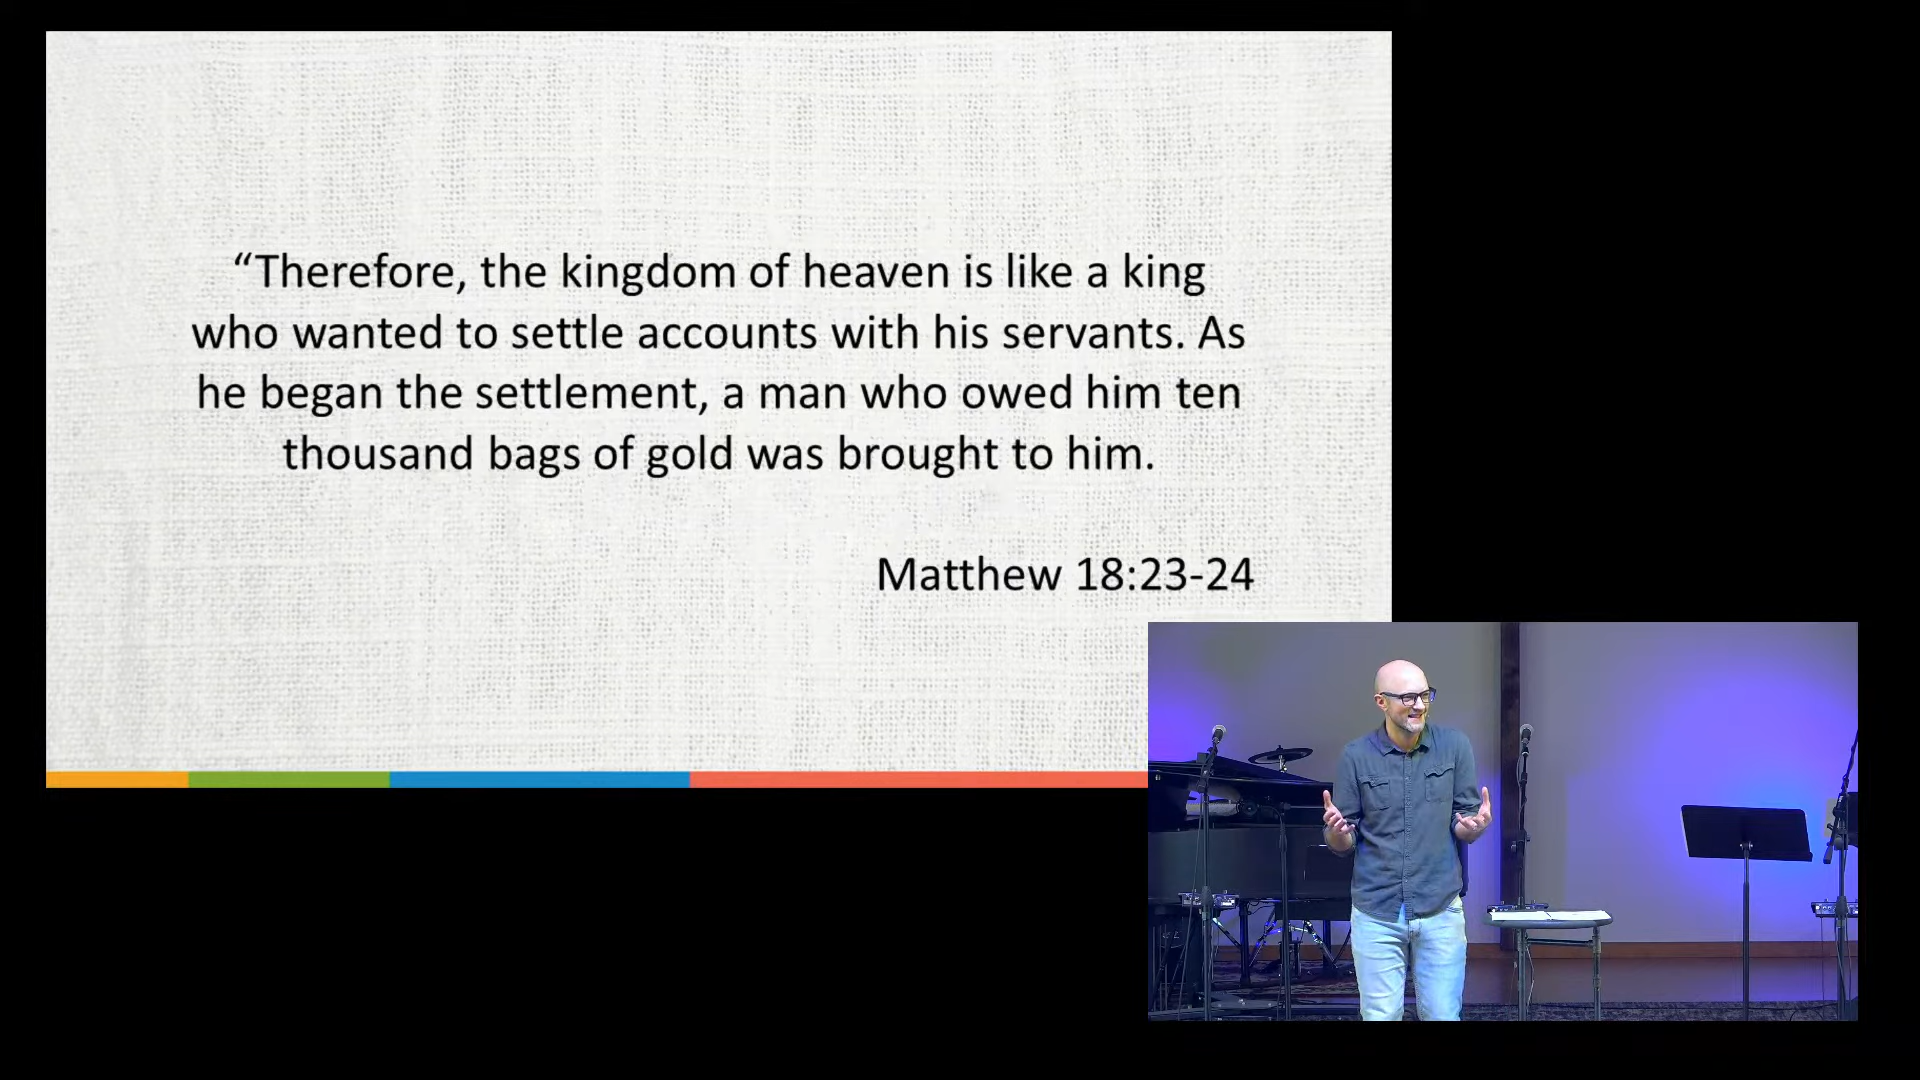 “Therefore, the kingdom of heaven is like a king
who wanted to settle accounts with his servants. As
he began the settlement, a man who owed him ten
thousand bags of gold was brought to him.
Matthew 18:23-24